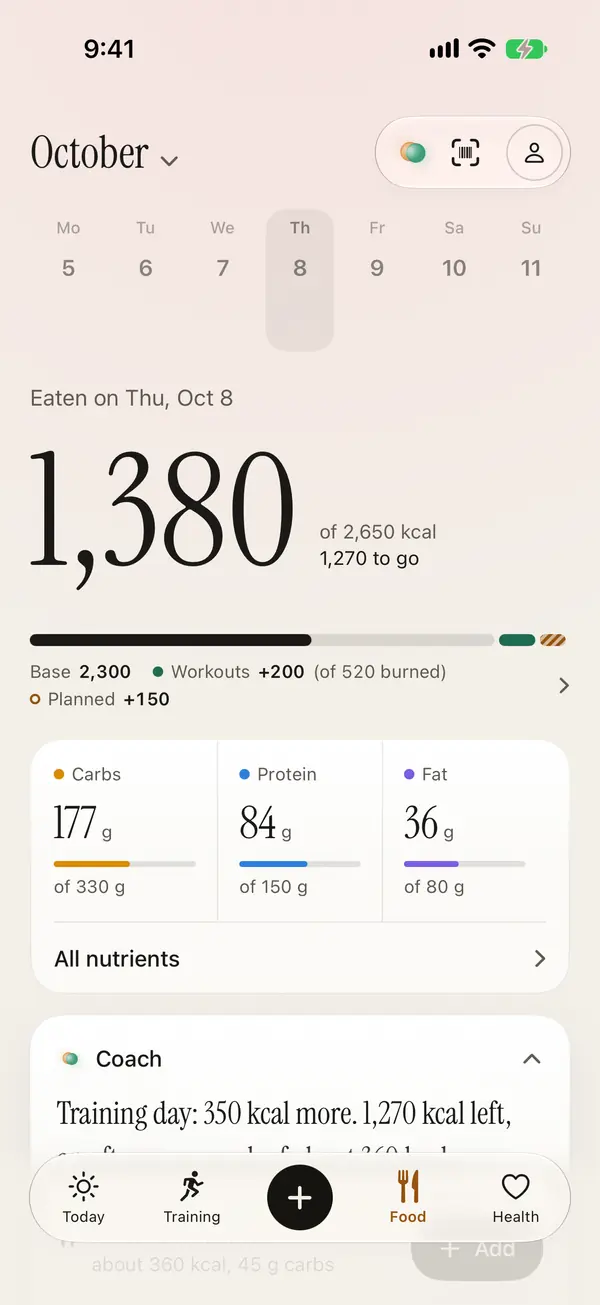 9:41
October
Mo Tu We Th Fr Sa Su
5 6 7 8 9 10 11
Eaten on Thu, Oct 8
1,380
of 2,650 kcal
1,270 to go
Base 2,300 Workouts +200 (of 520 burned)
Planned +150
Carbs Protein Fat
177 g 84 g 36 g
of 330 g of 150 g of 80 g
All nutrients
Coach
Training day: 350 kcal more. 1,270 kcal left,
Today Training Food Health
+ Add
about 360 kcal, 45 g carbs